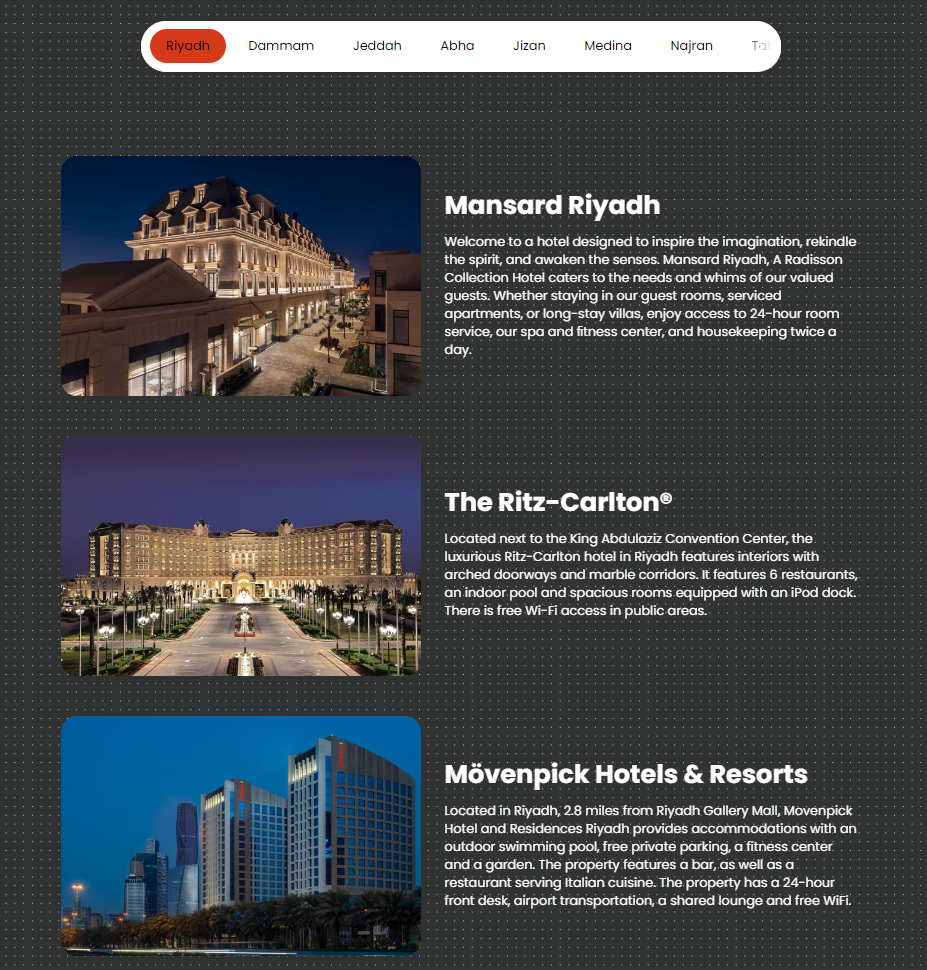 Riyadh Dammam Jeddah Abha Jizan Medina Najran
Mansard Riyadh
Welcome to a hotel designed to inspire the imagination, rekindle
the spirit, and awaken the senses. Mansard Riyadh, A Radisson
Collection Hotel caters to the needs and whims of our valued
guests. Whether staying in our guest rooms, serviced
apartments, or long-stay villas, enjoy access to 24-hour room
service, our spa and fitness center, and housekeeping twice a
day.
The Ritz-Carlton®
Located next to the King Abdulaziz Convention Center, the
luxurious Ritz-Carlton hotel in Riyadh features interiors with
arched doorways and marble corridors. It features 6 restaurants,
an indoor pool and spacious rooms equipped with an iPod dock.
There is free Wi-Fi access in public areas.
Mövenpick Hotels & Resorts
Located in Riyadh, 2.8 miles from Riyadh Gallery Mall, Movenpick
Hotel and Residences Riyadh provides accommodations with an
outdoor swimming pool, free private parking, a fitness center
and a garden. The property features a bar, as well as a
restaurant serving Italian cuisine. The property has a 24-hour
front desk, airport transportation, a shared lounge and free WiFi.